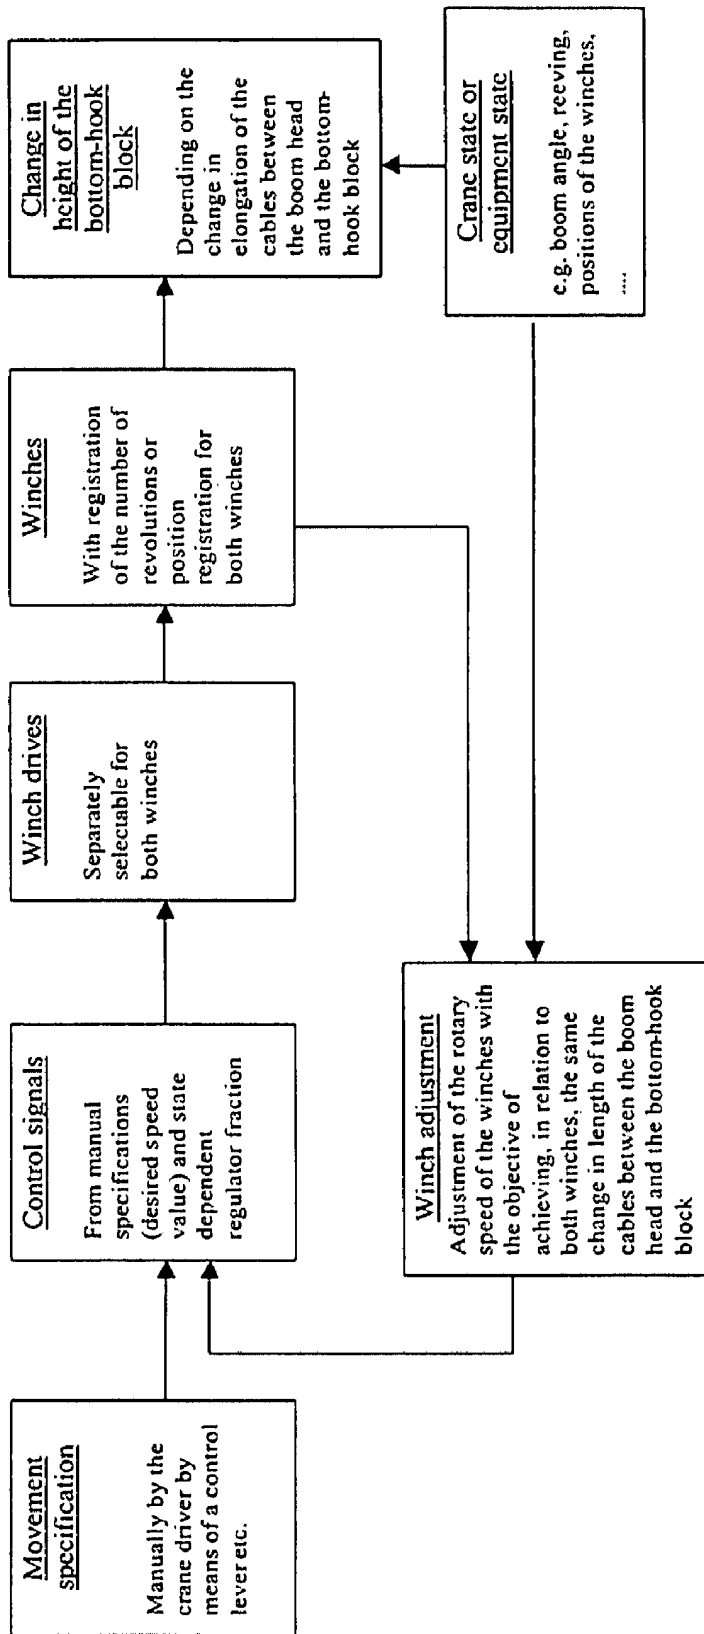 Movement
specification
Manually by the
crane driver by
means of a control
lever etc.
Control signals
From manual
specifications
(desired speed
value) and state
dependent
regulator fraction
Winch drives
Separately
selectable for
both winches
Winches
With registration
of the number of
revolutions or
position
registration for
both winches
Change in
height of the
bottom-hook
block
Depending on the
change in
elongation of the
cables between
the boom head
and the bottom-
hook block
Winch adjustment
Adjustment of the rotary
speed of the winches with
the objective of
achieving, in relation to
both winches, the same
change in length of the
cables between the boom
head and the bottom-hook
block
Crane state or
equipment state
e.g. boom angle, reeving,
positions of the winches,
....